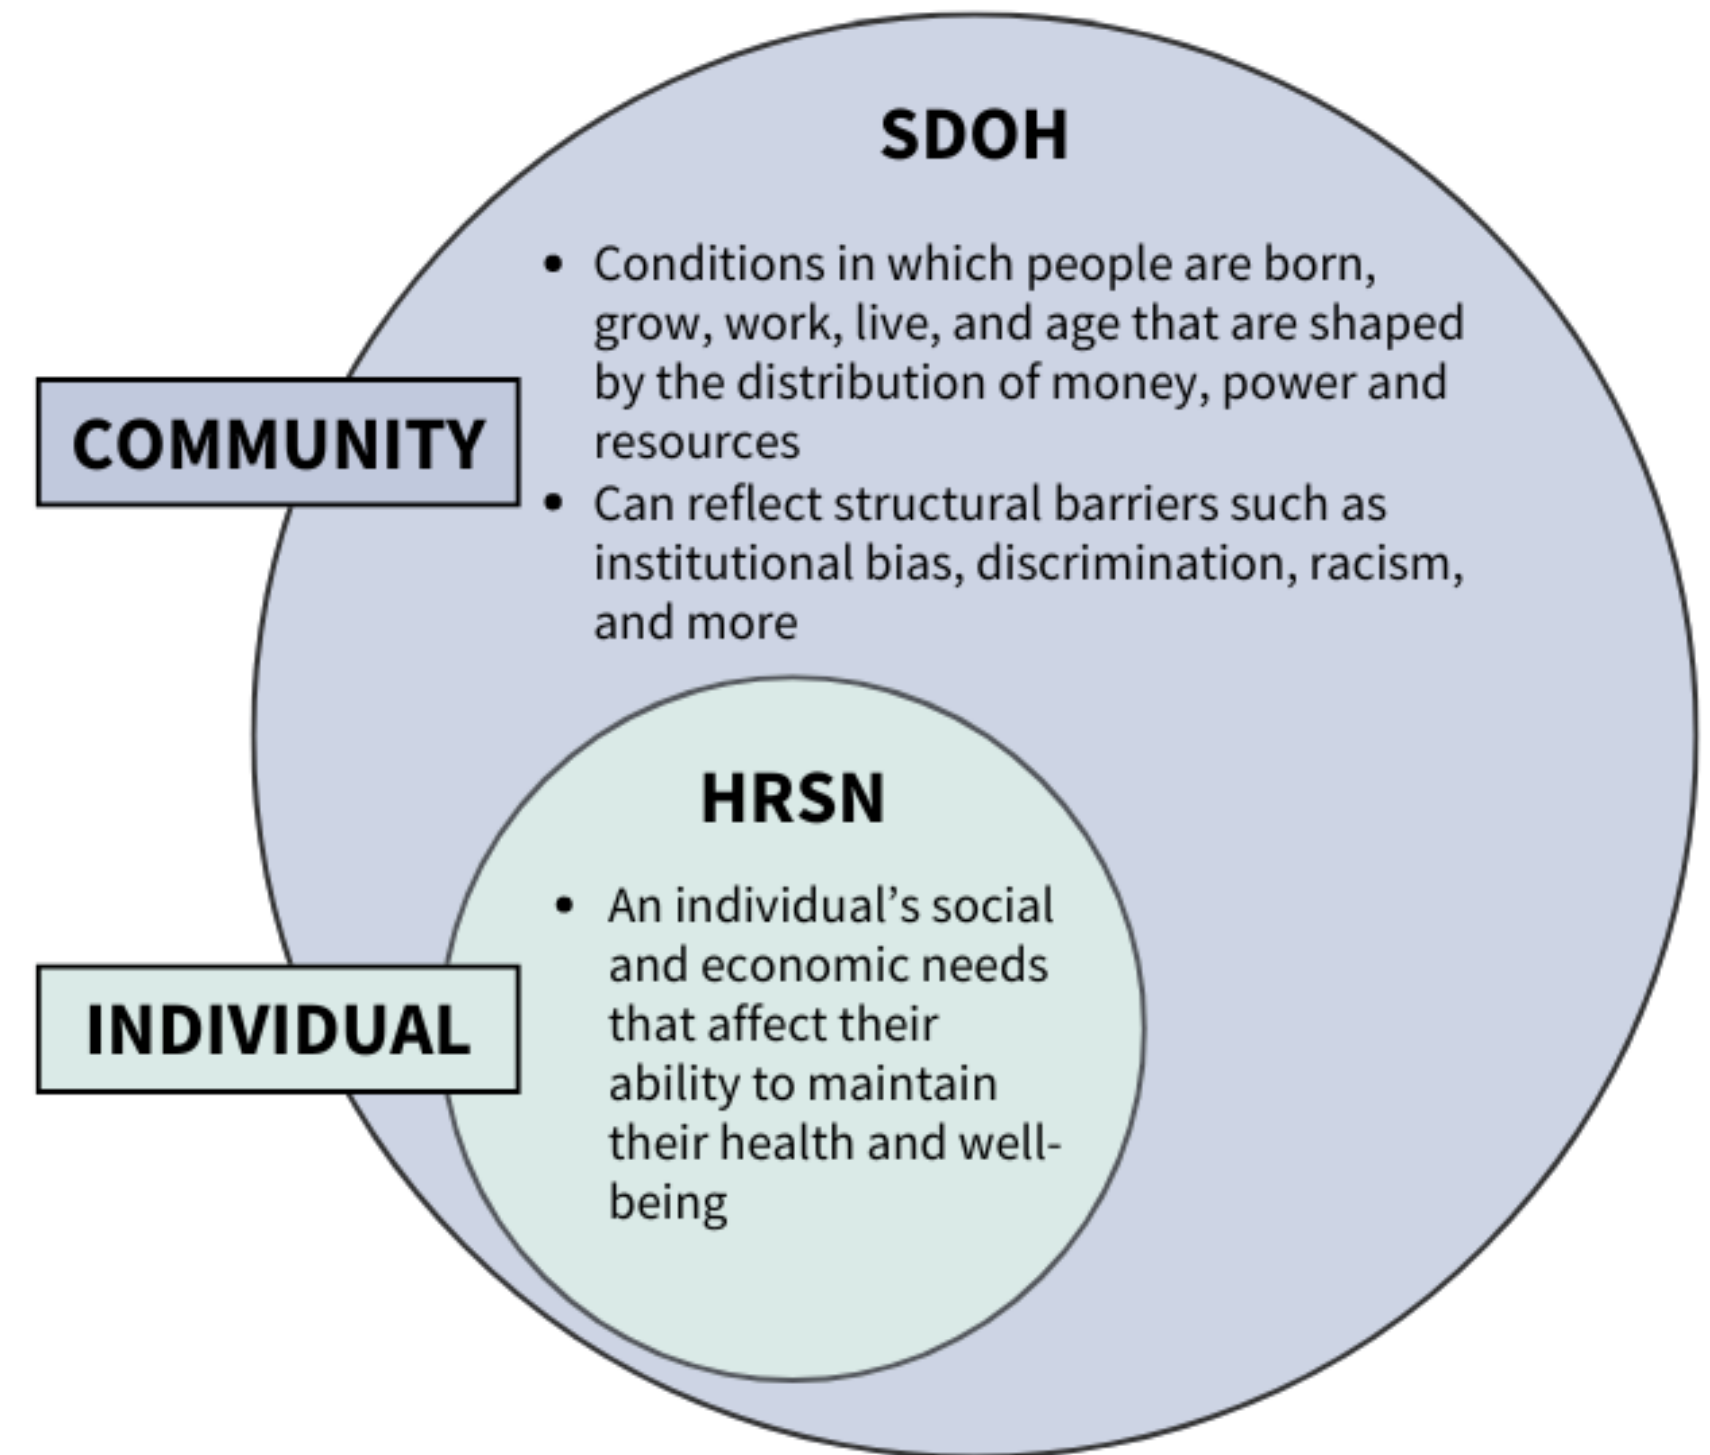 SDOH
• Conditions in which people are born,
grow, work, live, and age that are shaped
by the distribution of money, power and
resources
COMMUNITY
• Can reflect structural barriers such as
institutional bias, discrimination, racism,
and more
HRSN
• An individual’s social
and economic needs
that affect their
ability to maintain
their health and well-
being
INDIVIDUAL